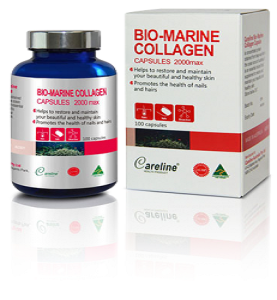 BIO-MARINE COLLAGEN
CAPSULES 2000 max
Helps to restore and maintain
your beautiful and healthy skin
Promotes the health of nails and hairs
100 capsules
Careline
BIO-MARINE
COLLAGEN
CAPSULES 2000max
Helps to restore and maintain
your beautiful and healthy skin
Promotes the health of nails
and hairs
100 capsules
Careline